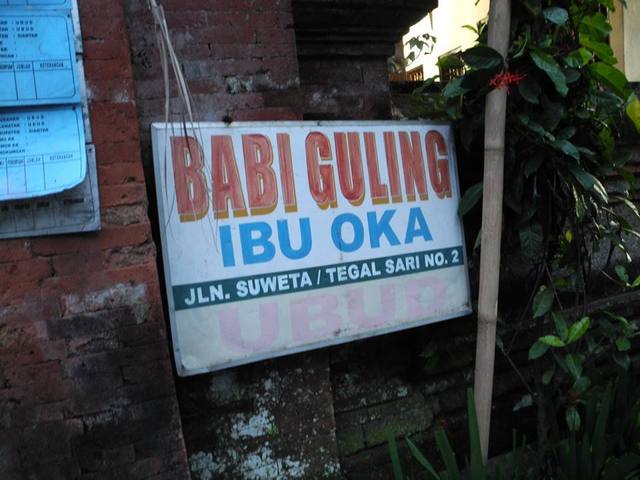 BABI GULING
IBU OKA
JLN. SUWETA / TEGAL SARI NO. 2
UBUD